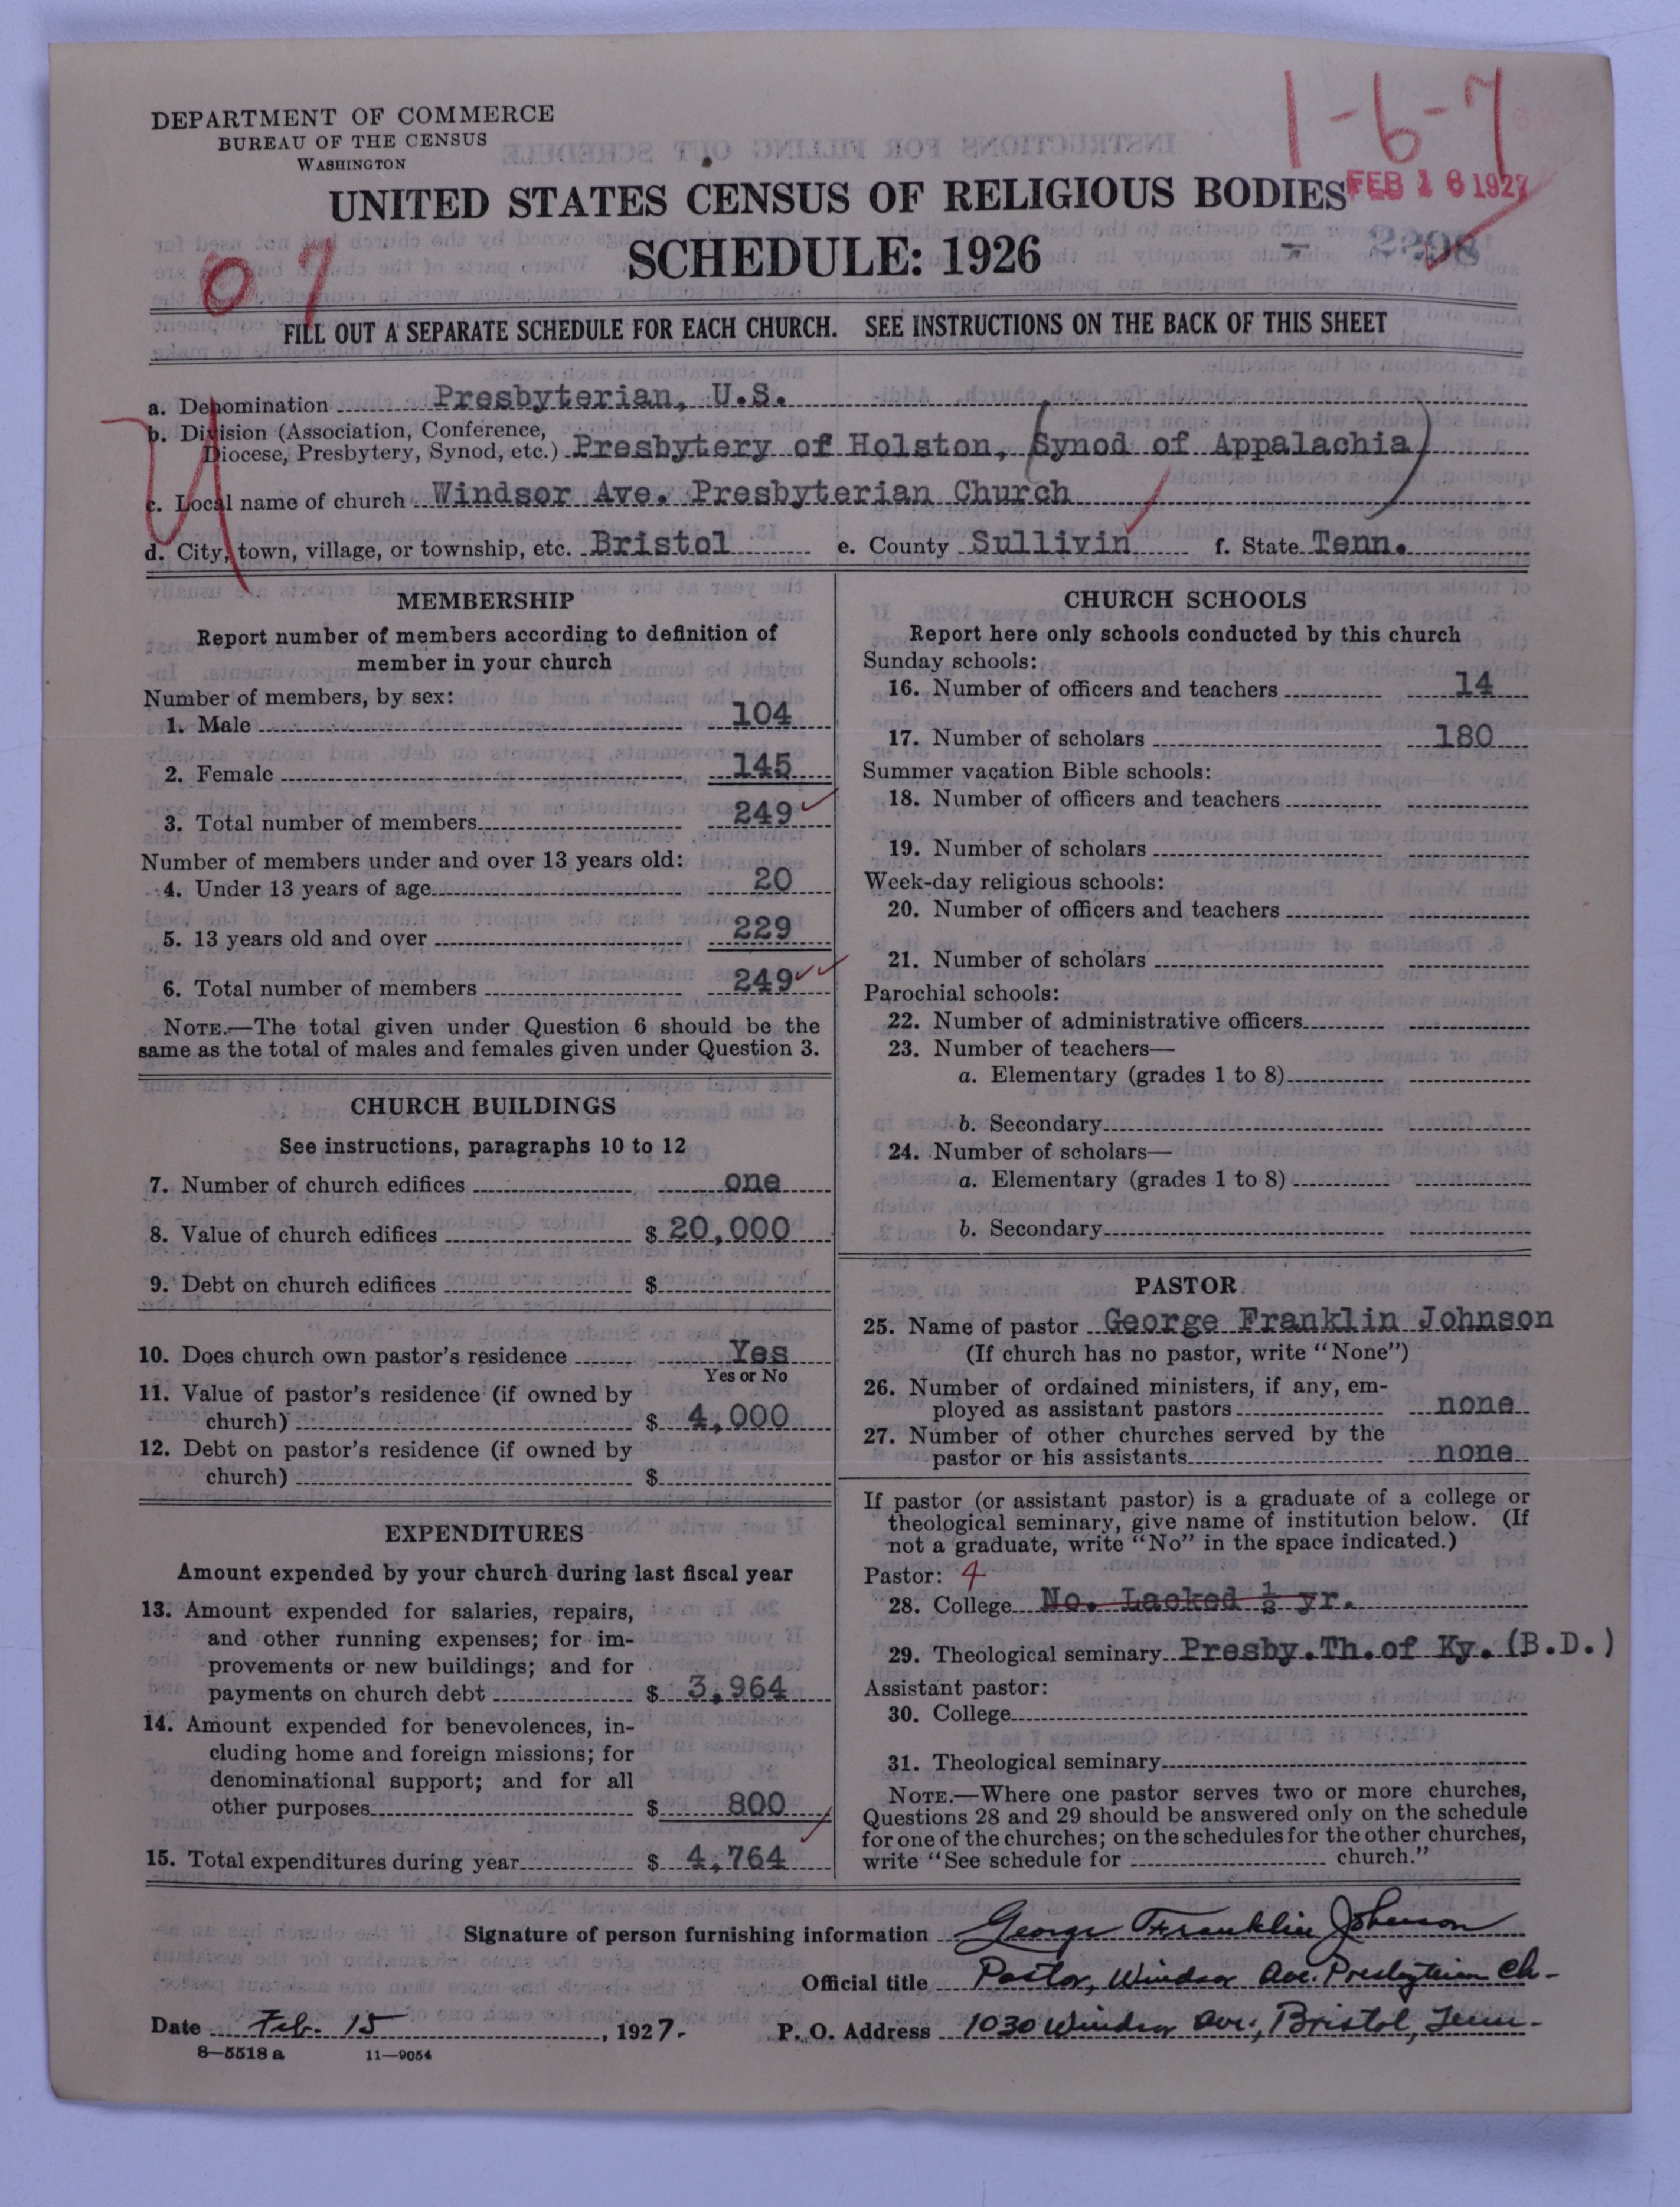 DEPARTMENT OF COMMERCE
BUREAU OF THE CENSUS
WASHINGTON
1-6-7
UNITED STATES CENSUS OF RELIGIOUS BODIES
FEB 16 1927
SCHEDULE: 1926
2298
07
FILL OUT A SEPARATE SCHEDULE FOR EACH CHURCH. SEE INSTRUCTIONS ON THE BACK OF THIS SHEET
a. Denomination Presbyterian, U.S.
b. Division (Association, Conference,
Diocese, Presbytery, Synod, etc.) Presbytery of Holston, (Synod of Appalachia)
c. Local name of church Windsor Ave. Presbyterian Church
d. City, town, village, or township, etc. Bristol e. County Sullivin f. State Tenn.
MEMBERSHIP
Report number of members according to definition of
member in your church
Number of members, by sex:
1. Male 104
2. Female 145
3. Total number of members 249
Number of members under and over 13 years old:
4. Under 13 years of age 20
5. 13 years old and over 229
6. Total number of members 249
NOTE.—The total given under Question 6 should be the
same as the total of males and females given under Question 3.
CHURCH BUILDINGS
See instructions, paragraphs 10 to 12
7. Number of church edifices one
8. Value of church edifices $ 20,000
9. Debt on church edifices $
10. Does church own pastor's residence Yes
Yes or No
11. Value of pastor's residence (if owned by
church) $ 4,000
12. Debt on pastor's residence (if owned by
church) $
EXPENDITURES
Amount expended by your church during last fiscal year
13. Amount expended for salaries, repairs,
and other running expenses; for im-
provements or new buildings; and for
payments on church debt $ 3,964
14. Amount expended for benevolences, in-
cluding home and foreign missions; for
denominational support; and for all
other purposes $ 800
15. Total expenditures during year $ 4,764
CHURCH SCHOOLS
Report here only schools conducted by this church
Sunday schools:
16. Number of officers and teachers 14
17. Number of scholars 180
Summer vacation Bible schools:
18. Number of officers and teachers
19. Number of scholars
Week-day religious schools:
20. Number of officers and teachers
21. Number of scholars
Parochial schools:
22. Number of administrative officers
23. Number of teachers—
a. Elementary (grades 1 to 8)
b. Secondary
24. Number of scholars—
a. Elementary (grades 1 to 8)
b. Secondary
PASTOR
25. Name of pastor George Franklin Johnson
(If church has no pastor, write "None")
26. Number of ordained ministers, if any, em-
ployed as assistant pastors none
27. Number of other churches served by the
pastor or his assistants none
If pastor (or assistant pastor) is a graduate of a college or
theological seminary, give name of institution below. (If
not a graduate, write "No" in the space indicated.)
Pastor: 4
28. College No. Lacked ½ yr.
29. Theological seminary Presby.Th.of Ky.(B.D.)
Assistant pastor:
30. College
31. Theological seminary
NOTE.—Where one pastor serves two or more churches,
Questions 28 and 29 should be answered only on the schedule
for one of the churches; on the schedules for the other churches,
write "See schedule for church."
Signature of person furnishing information George Franklin Johnson
Official title Pastor, Windsor Ave. Presbyterian Ch-
Date Feb. 15, 1927. P. O. Address 1030 Windsor Ave., Bristol, Tenn-
8—5518a 11—9054